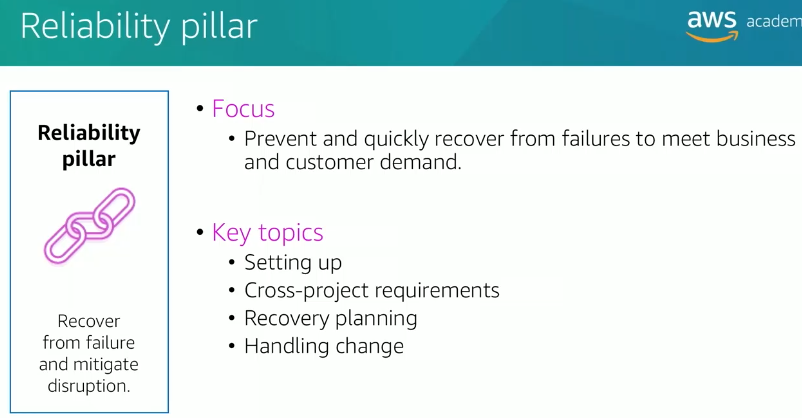 Reliability pillar
aws academ
Reliability
pillar
Recover
from failure
and mitigate
disruption.
• Focus
• Prevent and quickly recover from failures to meet business
and customer demand.
• Key topics
• Setting up
• Cross-project requirements
• Recovery planning
• Handling change